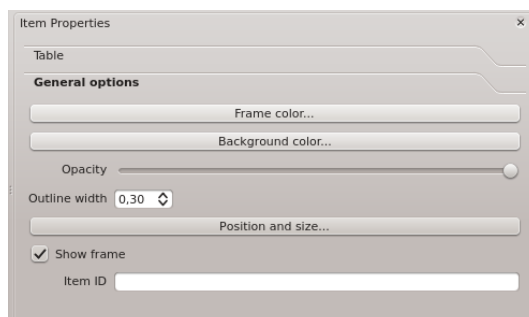 Item Properties
Table
General options
Frame color...
Background color...
Opacity
Outline width 0,30
Position and size...
Show frame
Item ID